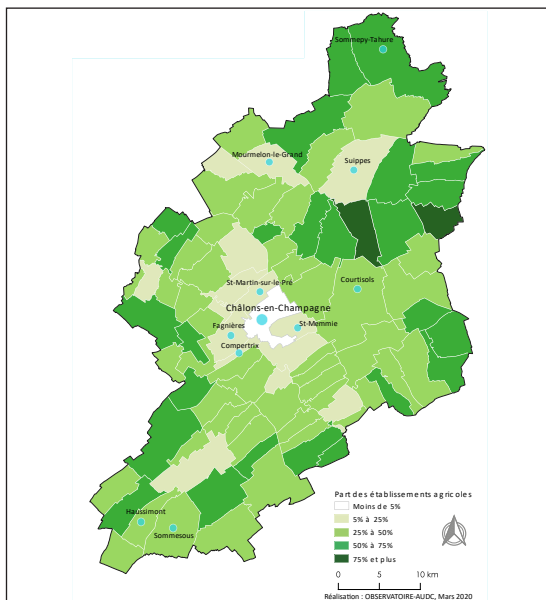 Sommepy-Tahure
Mourmelon-le-Grand
Suippes
St-Martin-sur-le-Pré
Courtisols
Châlons-en-Champagne
Fagnières
St-Memmie
Compertrix
Haussimont
Sommesous
Part des établissements agricoles
Moins de 5%
5% à 25%
25% à 50%
50% à 75%
75% et plus
0 5 10 km
Réalisation : OBSERVATOIRE-AUDC, Mars 2020